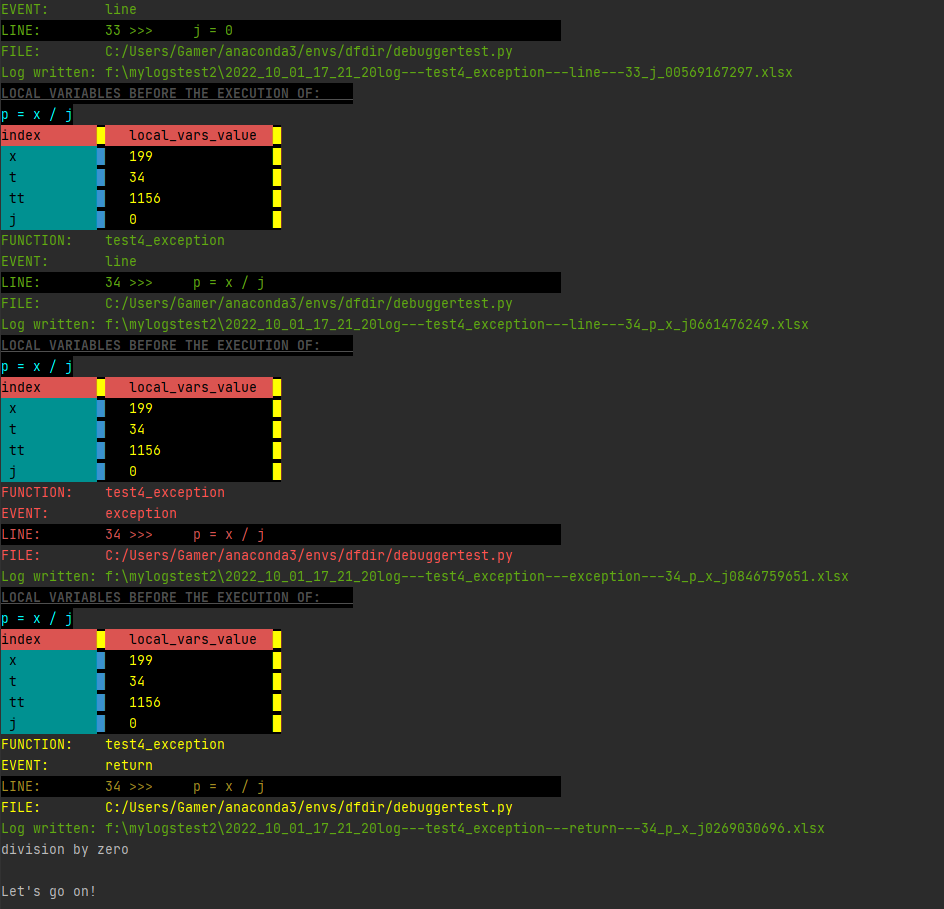 EVENT: line
LINE: 33 >>> j = 0
FILE: C:/Users/Gamer/anaconda3/envs/dfdir/debuggertest.py
Log written: f:\mylogstest2\2022_10_01_17_21_20log---test4_exception---line---33_j_00569167297.xlsx
LOCAL VARIABLES BEFORE THE EXECUTION OF:
p = x / j
index local_vars_value
x 199
t 34
tt 1156
j 0
FUNCTION: test4_exception
EVENT: line
LINE: 34 >>> p = x / j
FILE: C:/Users/Gamer/anaconda3/envs/dfdir/debuggertest.py
Log written: f:\mylogstest2\2022_10_01_17_21_20log---test4_exception---line---34_p_x_j0661476249.xlsx
LOCAL VARIABLES BEFORE THE EXECUTION OF:
p = x / j
index local_vars_value
x 199
t 34
tt 1156
j 0
FUNCTION: test4_exception
EVENT: exception
LINE: 34 >>> p = x / j
FILE: C:/Users/Gamer/anaconda3/envs/dfdir/debuggertest.py
Log written: f:\mylogstest2\2022_10_01_17_21_20log---test4_exception---exception---34_p_x_j0846759651.xlsx
LOCAL VARIABLES BEFORE THE EXECUTION OF:
p = x / j
index local_vars_value
x 199
t 34
tt 1156
j 0
FUNCTION: test4_exception
EVENT: return
LINE: 34 >>> p = x / j
FILE: C:/Users/Gamer/anaconda3/envs/dfdir/debuggertest.py
Log written: f:\mylogstest2\2022_10_01_17_21_20log---test4_exception---return---34_p_x_j0269030696.xlsx
division by zero
Let's go on!